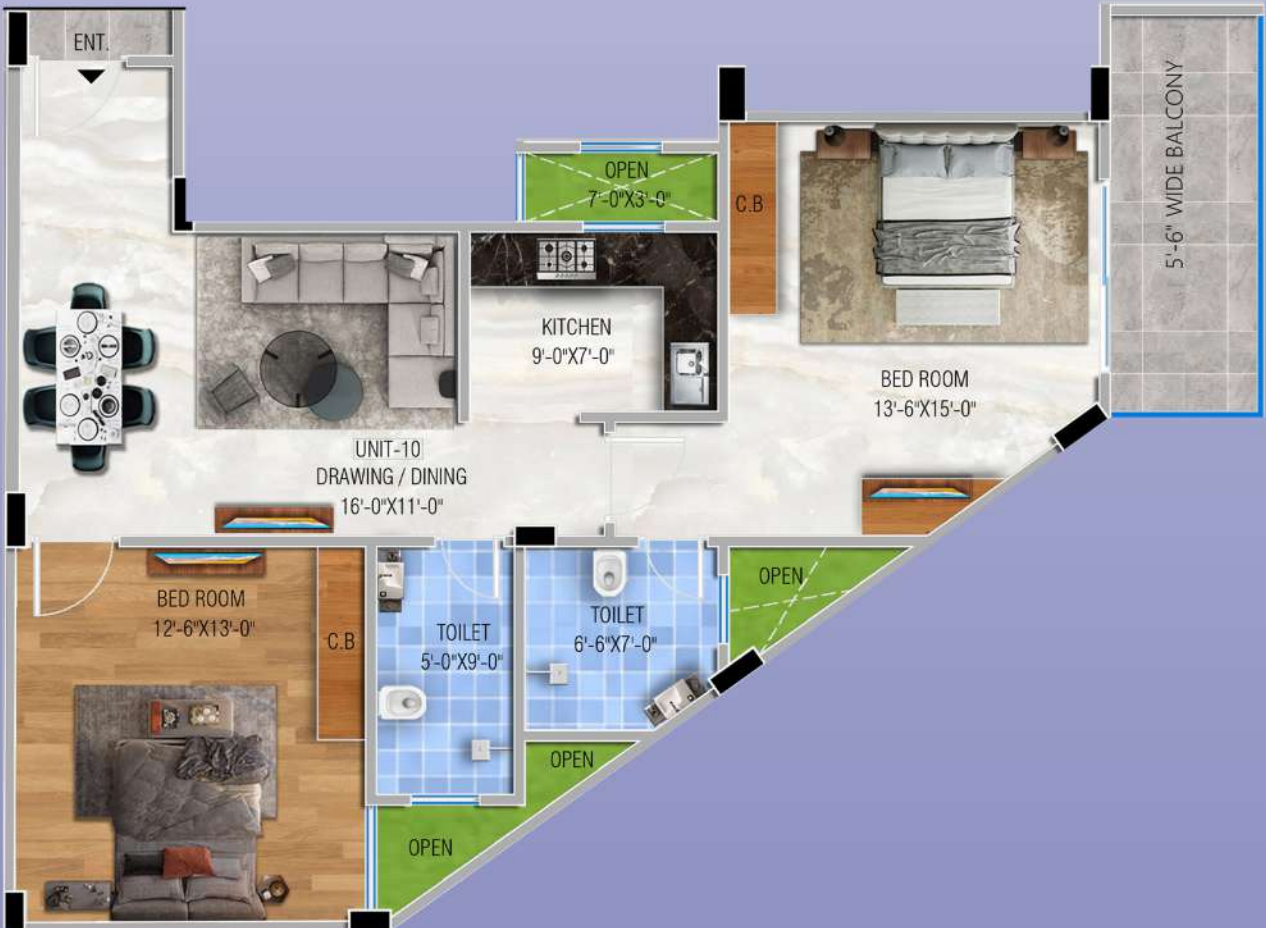 ENT.
OPEN
7'-0"X3'-0"
C.B
5'-6" WIDE BALCONY
KITCHEN
9'-0"X7'-0"
BED ROOM
13'-6"X15'-0"
UNIT-10
DRAWING / DINING
16'-0"X11'-0"
BED ROOM
12'-6"X13'-0"
C.B
TOILET
5'-0"X9'-0"
TOILET
6'-6"X7'-0"
OPEN
OPEN
OPEN